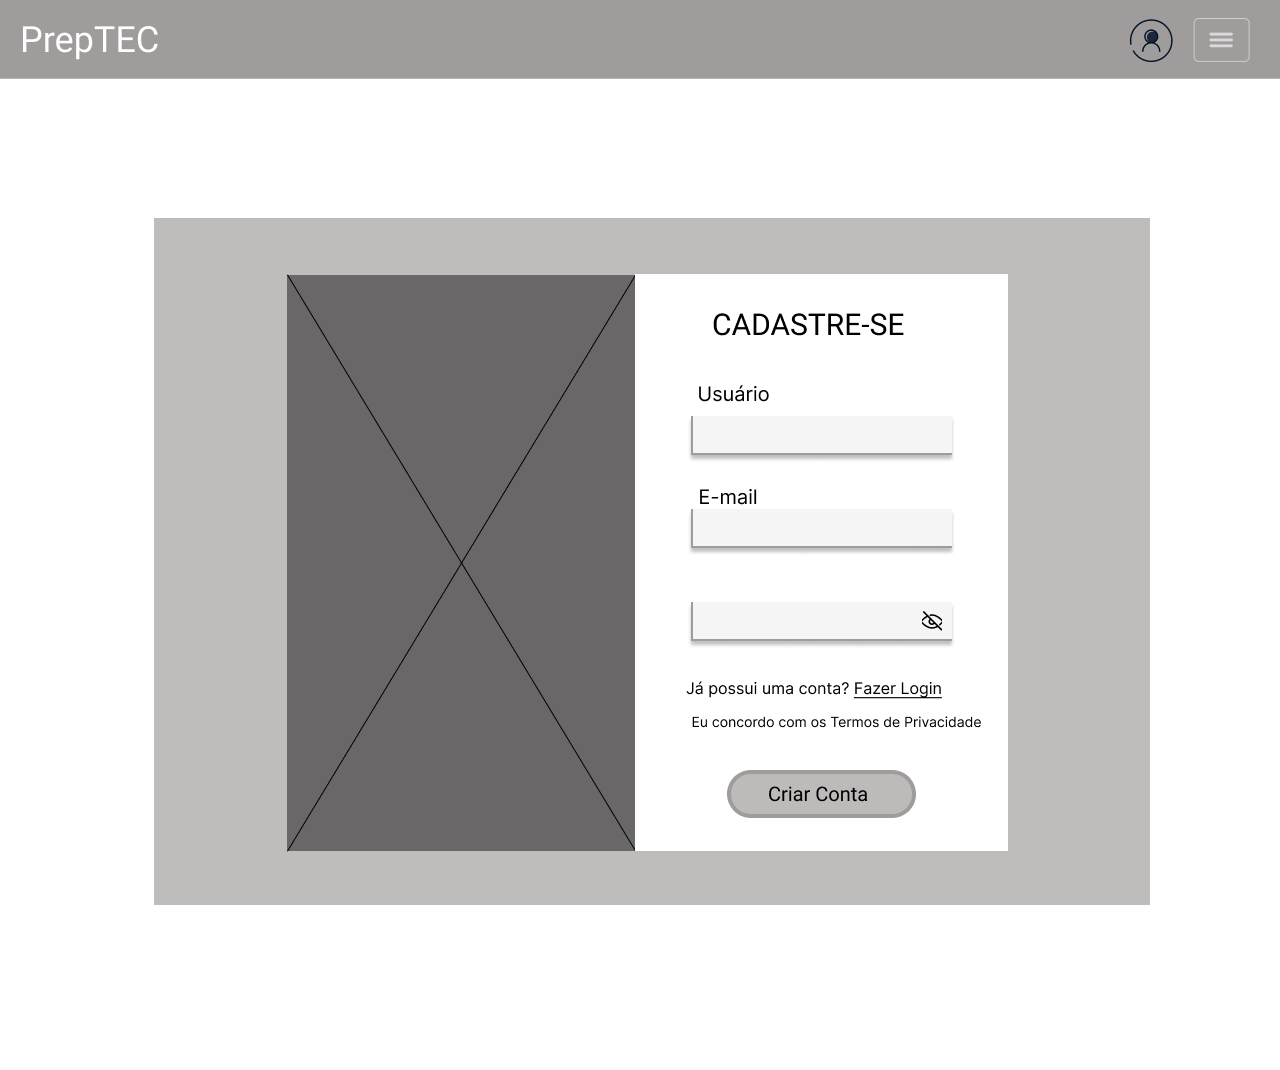 PrepTEC
CADASTRE-SE
Usuário
E-mail
Já possui uma conta? Fazer Login
Eu concordo com os Termos de Privacidade
Criar Conta